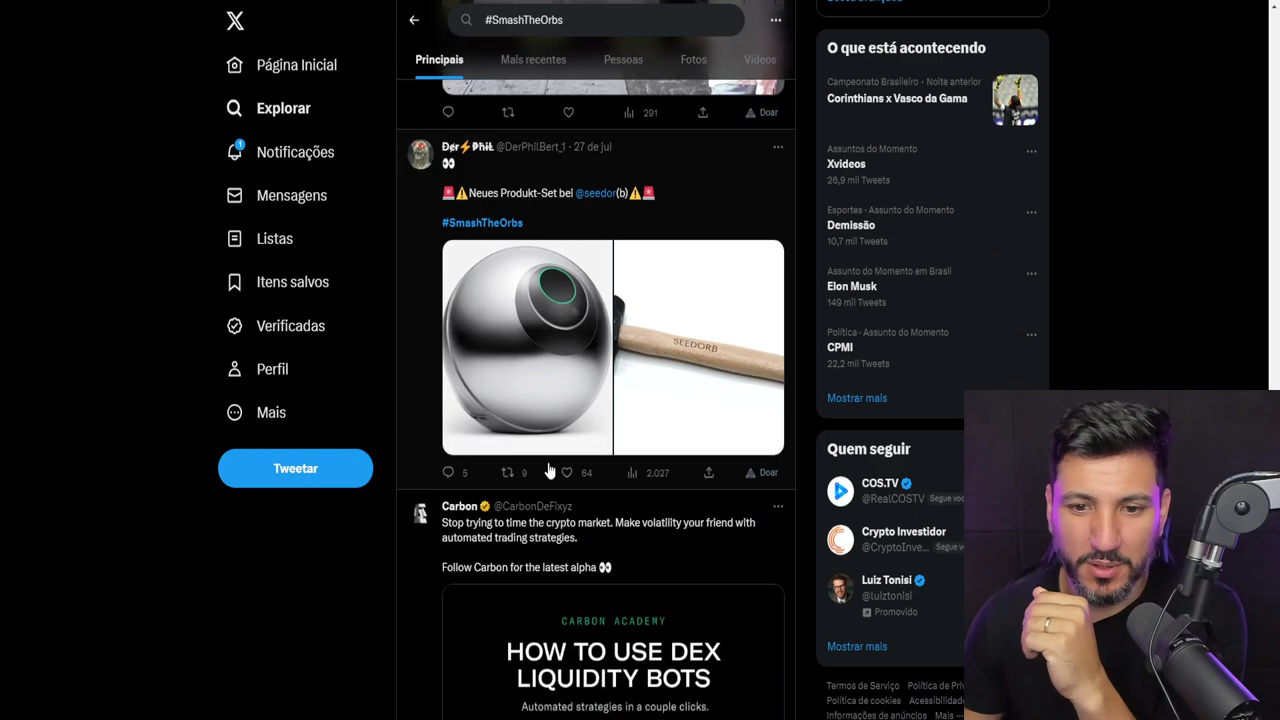 #SmashTheOrbs
Principais
Mais recentes
Pessoas
Fotos
Vídeos
Página Inicial
Explorar
1
Notificações
Mensagens
Listas
Itens salvos
Verificadas
Perfil
Mais
Tweetar
291
Doar
Đɇɍ⚡₱ħɨŁ @DerPhilBert_1 · 27 de jul
👀
🚨⚠️Neues Produkt-Set bei @seedor(b)⚠️🚨
#SmashTheOrbs
SEEDORB
5
9
64
2.027
Doar
Carbon @CarbonDeFixyz
Stop trying to time the crypto market. Make volatility your friend with
automated trading strategies.
Follow Carbon for the latest alpha 👀
CARBON ACADEMY
HOW TO USE DEX
LIQUIDITY BOTS
Automated strategies in a couple clicks.
O que está acontecendo
Campeonato Brasileiro · Noite anterior
Corinthians x Vasco da Gama
Assuntos do Momento
Xvideos
26,9 mil Tweets
Esportes · Assunto do Momento
Demissão
10,7 mil Tweets
Assunto do Momento em Brasil
Elon Musk
149 mil Tweets
Política · Assunto do Momento
CPMI
22,2 mil Tweets
Mostrar mais
Quem seguir
COS.TV
@RealCOSTV Segue voc
Crypto Investidor
@CryptoInve... Segue v
Luiz Tonisi
@luiztonisi
Promovido
Mostrar mais
Termos de Serviço Política de Priv
Política de cookies Acessibilidad
Informações de anúncios Mais ···